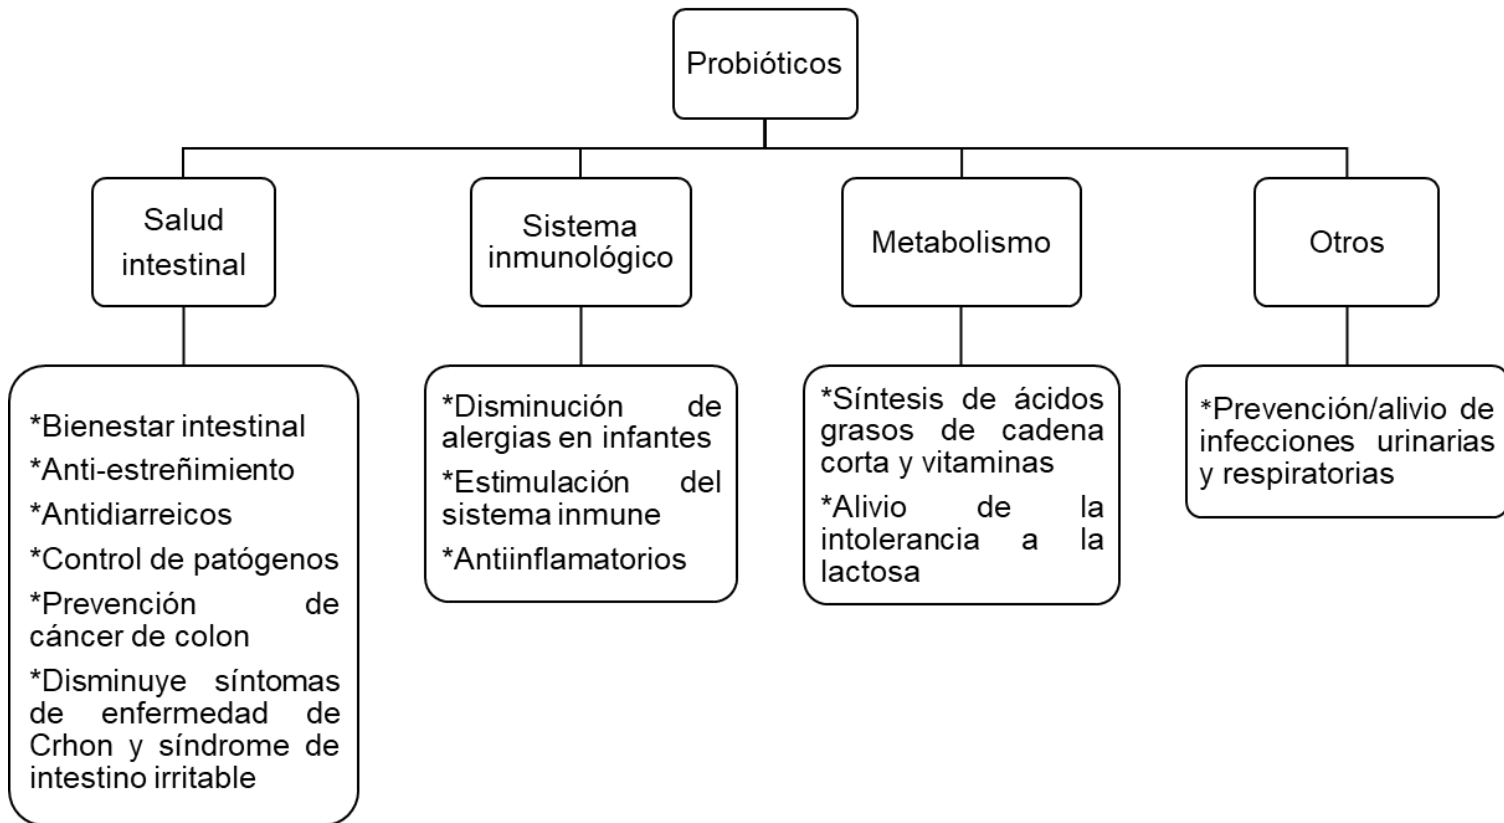 Probióticos
Salud
intestinal
Sistema
inmunológico
Metabolismo
Otros
*Bienestar intestinal
*Anti-estreñimiento
*Antidiarreicos
*Control de patógenos
*Prevención de
cáncer de colon
*Disminuye síntomas
de enfermedad de
Crhon y síndrome de
intestino irritable
*Disminución de
alergias en infantes
*Estimulación del
sistema inmune
*Antiinflamatorios
*Síntesis de ácidos
grasos de cadena
corta y vitaminas
*Alivio de la
intolerancia a la
lactosa
*Prevención/alivio de
infecciones urinarias
y respiratorias